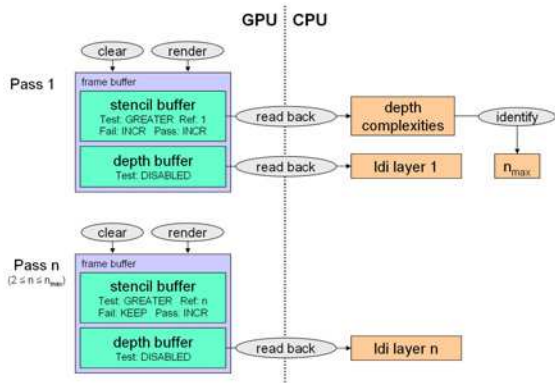 GPU CPU
clear render
Pass 1
frame buffer
stencil buffer
Test: GREATER Ref: 1
Fail: INCR Pass: INCR
read back
depth
complexities
identify
depth buffer
Test: DISABLED
read back
ldi layer 1
nmax
clear render
Pass n
(2 ≤ n ≤ nmax)
frame buffer
stencil buffer
Test: GREATER Ref: n
Fail: KEEP Pass: INCR
depth buffer
Test: DISABLED
read back
ldi layer n